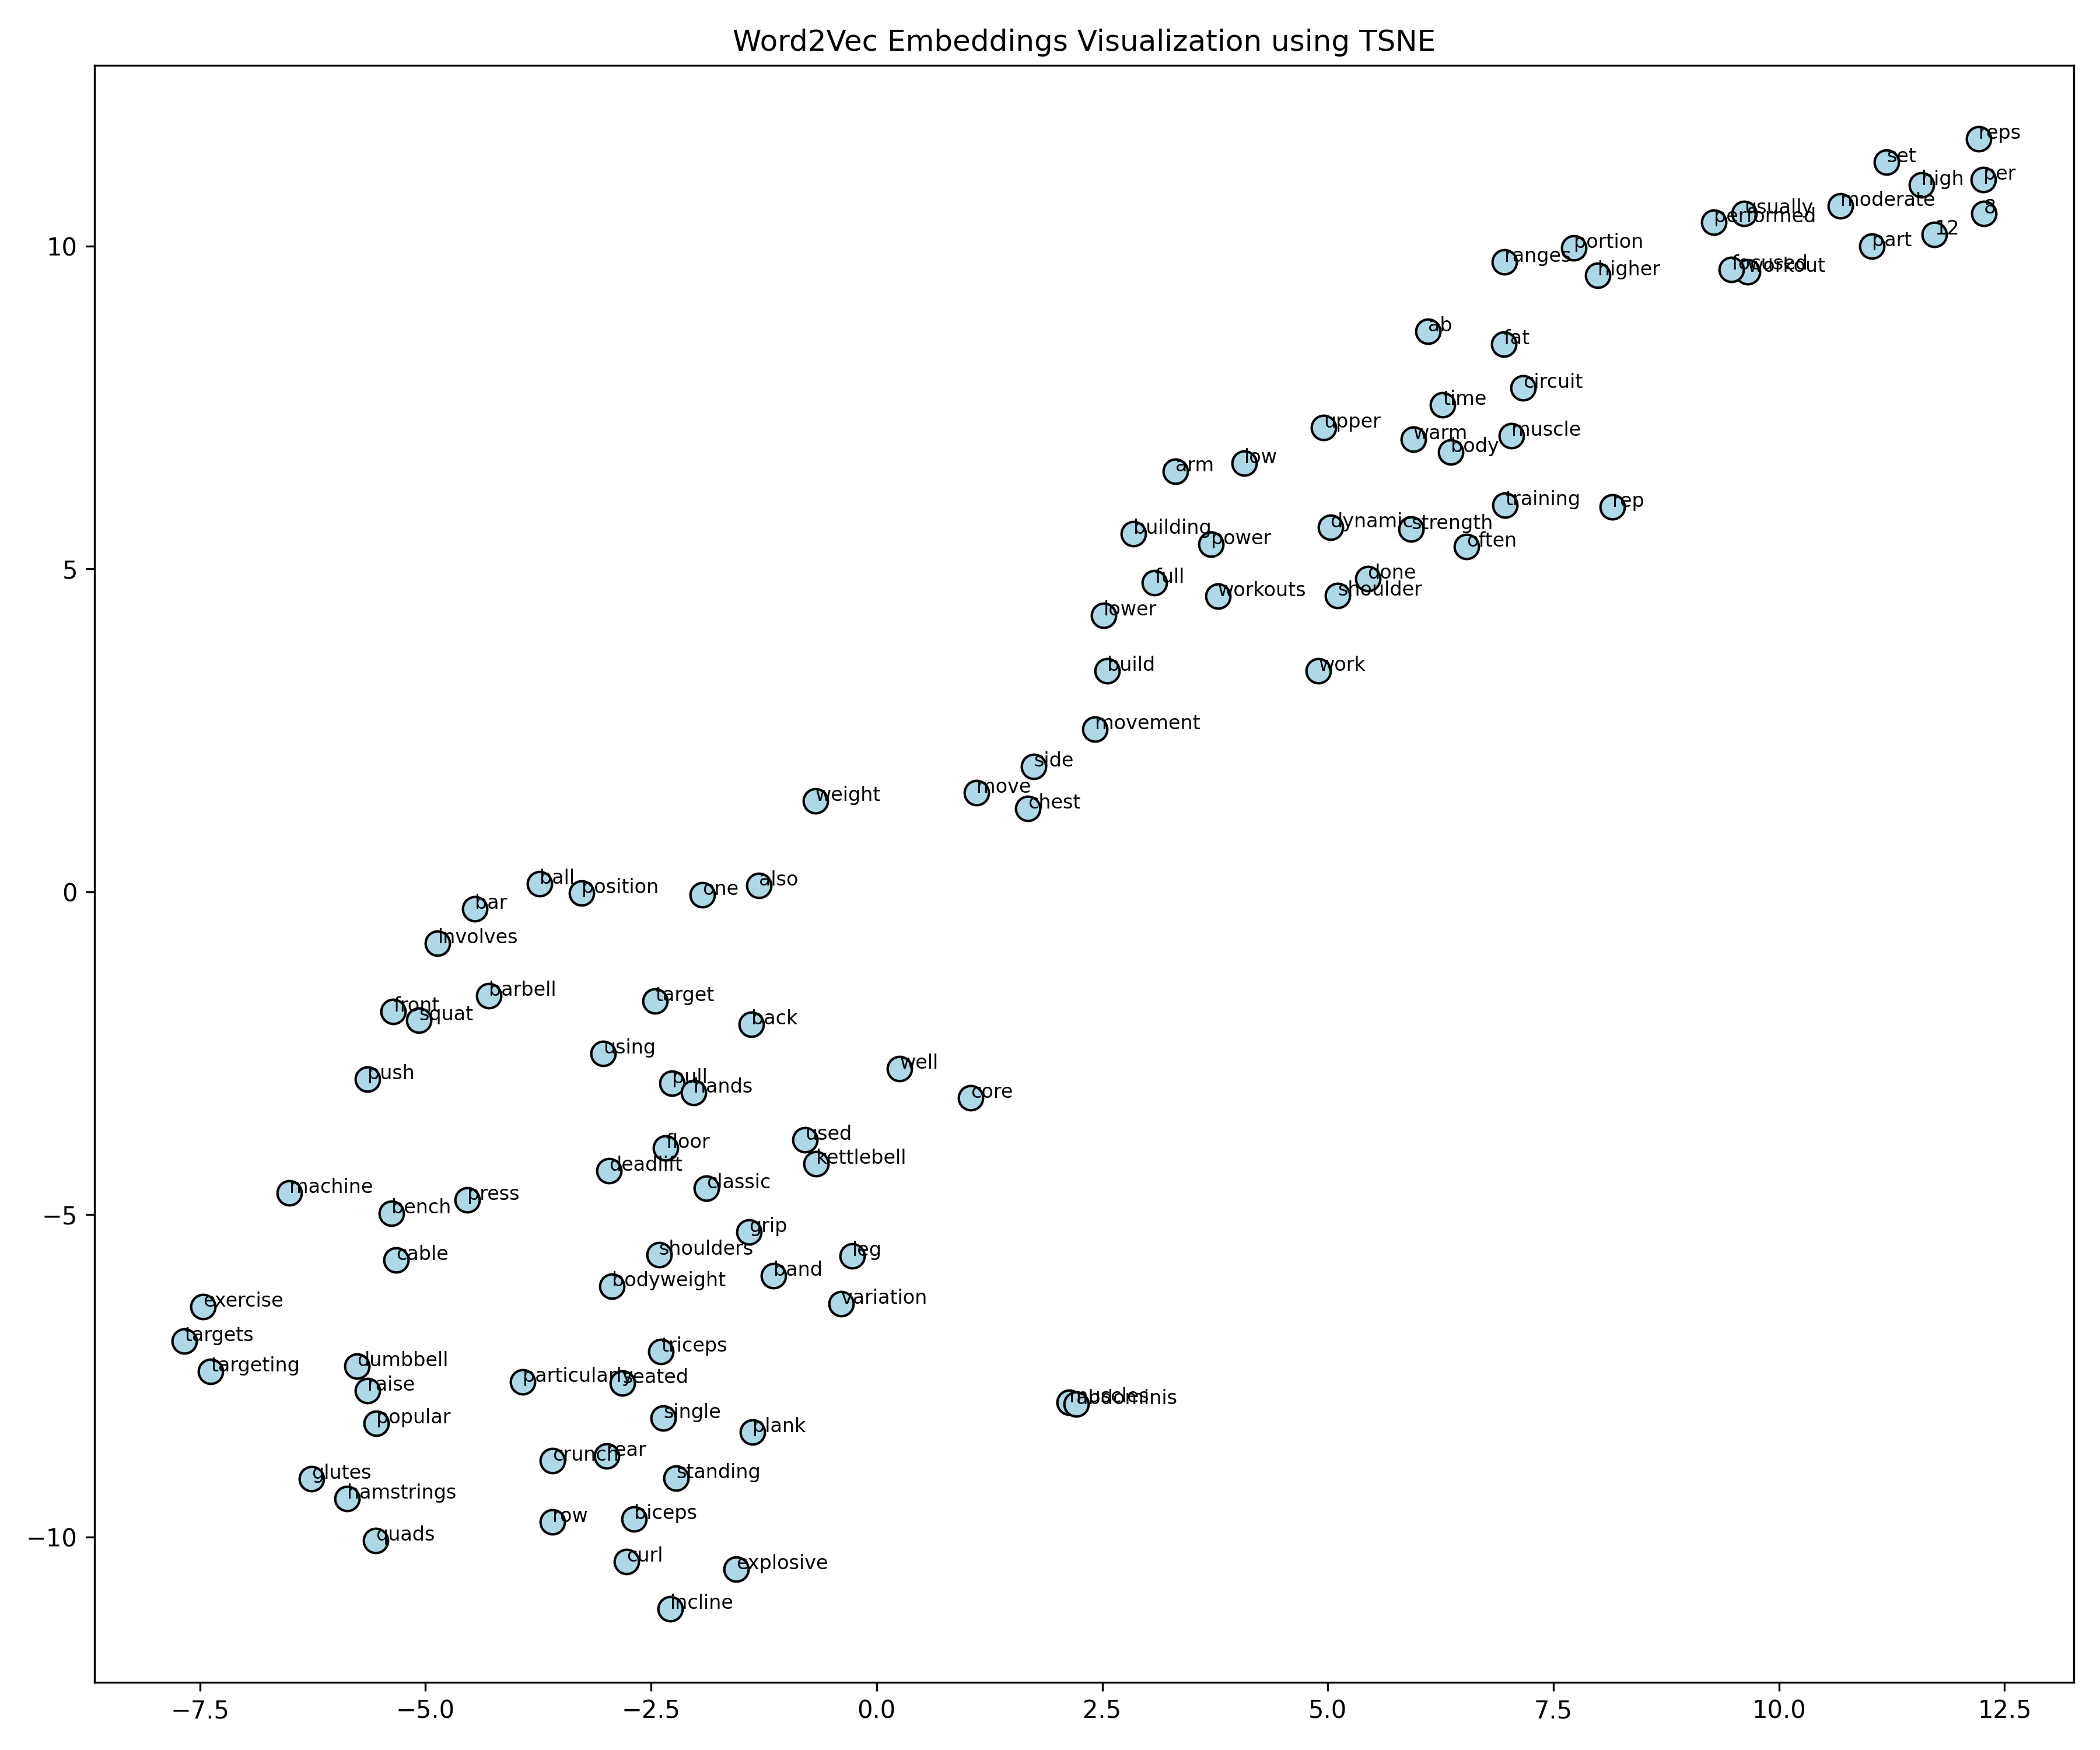 Word2Vec Embeddings Visualization using TSNE
reps
set
per
high
moderate
usually
8
performed
12
portion
part
ranges
focused
workout
higher
ab
fat
circuit
time
upper
muscle
warm
body
low
arm
training
rep
dynamic
strength
building
power
often
done
full
workouts
shoulder
lower
build
work
movement
side
move
weight
chest
ball
position
one
also
bar
involves
barbell
target
front
squat
back
using
well
push
pull
hands
core
used
floor
kettlebell
deadlift
classic
machine
press
bench
grip
shoulders
leg
cable
band
bodyweight
variation
exercise
targets
triceps
targeting
dumbbell
particularly
seated
raise
muscles
abdominis
popular
single
plank
crunch
rear
standing
glutes
hamstrings
row
biceps
quads
curl
explosive
incline
10
5
0
−5
−10
−7.5
−5.0
−2.5
0.0
2.5
5.0
7.5
10.0
12.5